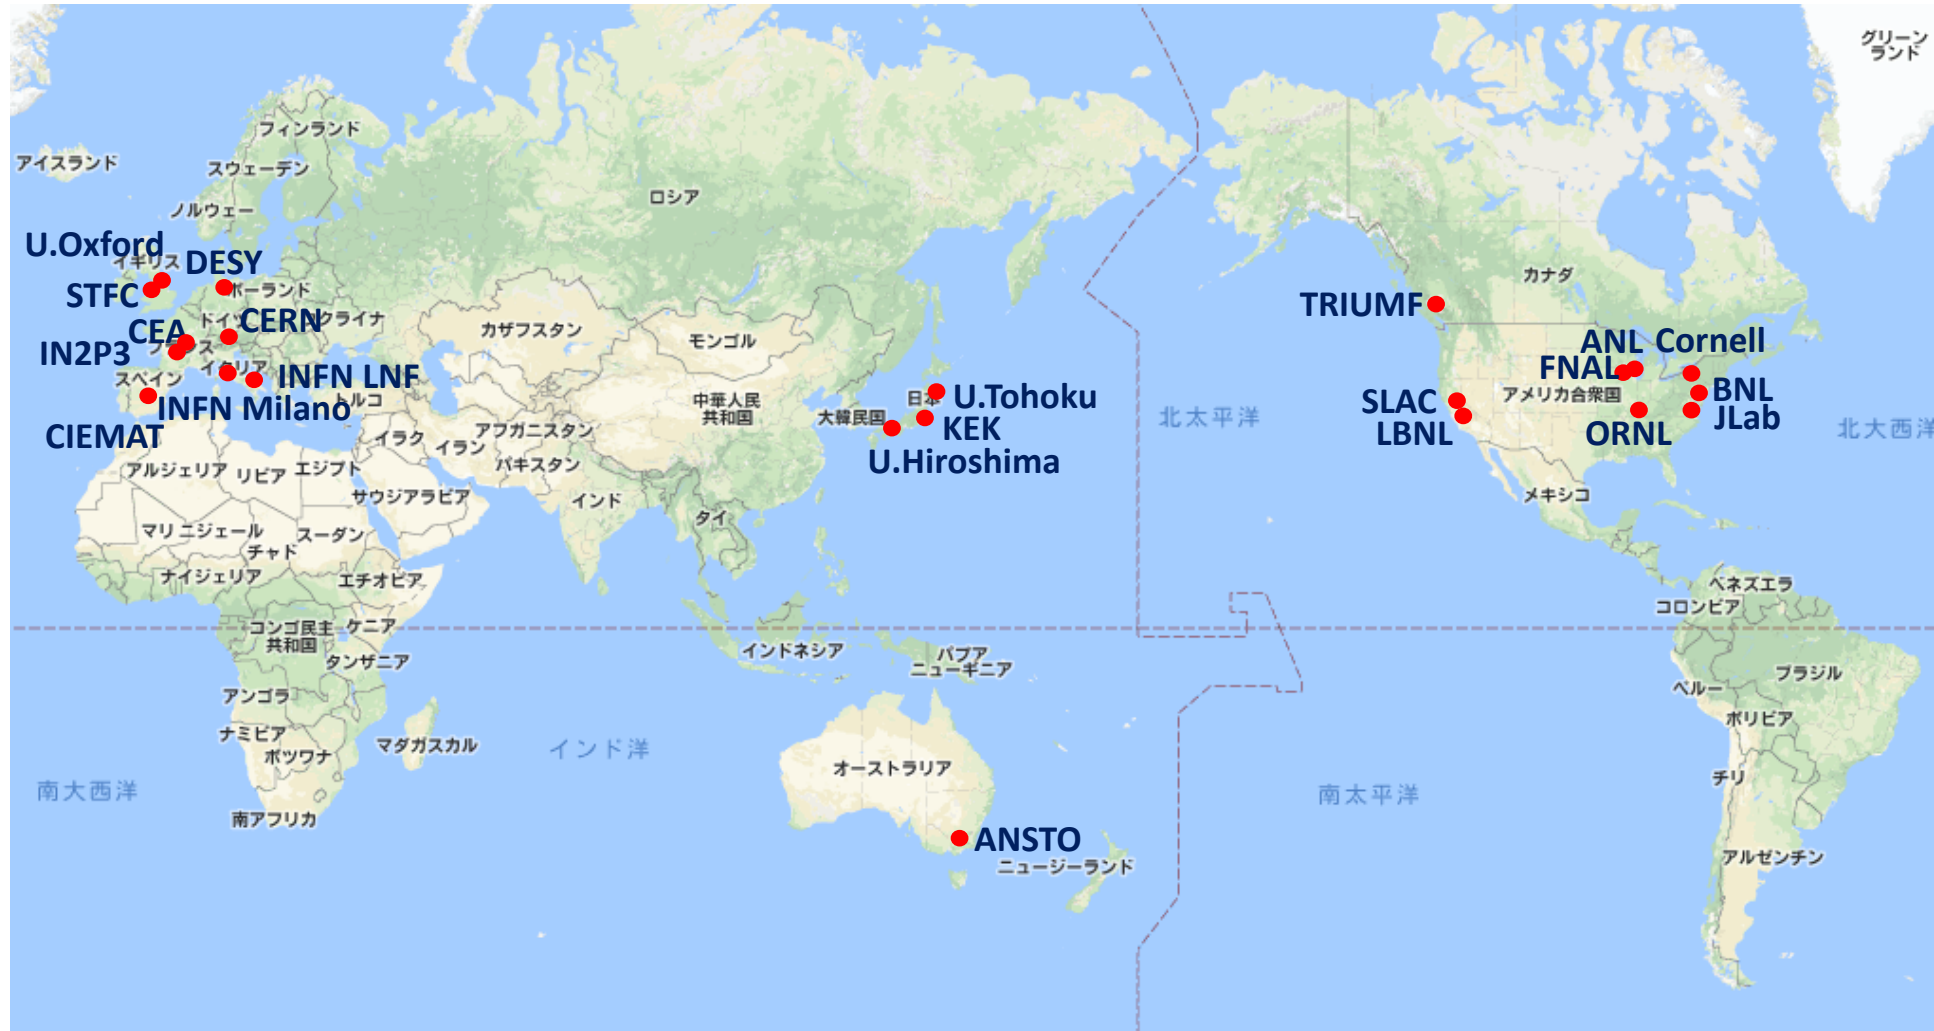 グリーン
ランド
フィンランド
アイスランド
スウェーデン
ロシア
ノルウェー
U.Oxford
イギリス
DESY
カナダ
STFC
ポーランド
TRIUMF
CERN
CEA
カザフスタン
モンゴル
ANL
Cornell
IN2P3
FNAL
スペイン
イタリア
INFN LNF
トルコ
U.Tohoku
日本
中華人民
共和国
大韓民国
アメリカ合衆国
BNL
SLAC
INFN Milano
北太平洋
JLab
KEK
LBNL
ORNL
北大西洋
CIEMAT
イラク
イラン
アフガニスタン
U.Hiroshima
アルジェリア
リビア
エジプト
パキスタン
サウジアラビア
インド
メキシコ
タイ
マリ
ニジェール
スーダン
チャド
ナイジェリア
エチオピア
ベネズエラ
コロンビア
コンゴ民主
共和国
ケニア
インドネシア
パプア
ニューギニア
タンザニア
ブラジル
アンゴラ
ペルー
ボリビア
ナミビア
ボツワナ
マダガスカル
インド洋
オーストラリア
チリ
南大西洋
南太平洋
南アフリカ
ANSTO
ニュージーランド
アルゼンチン